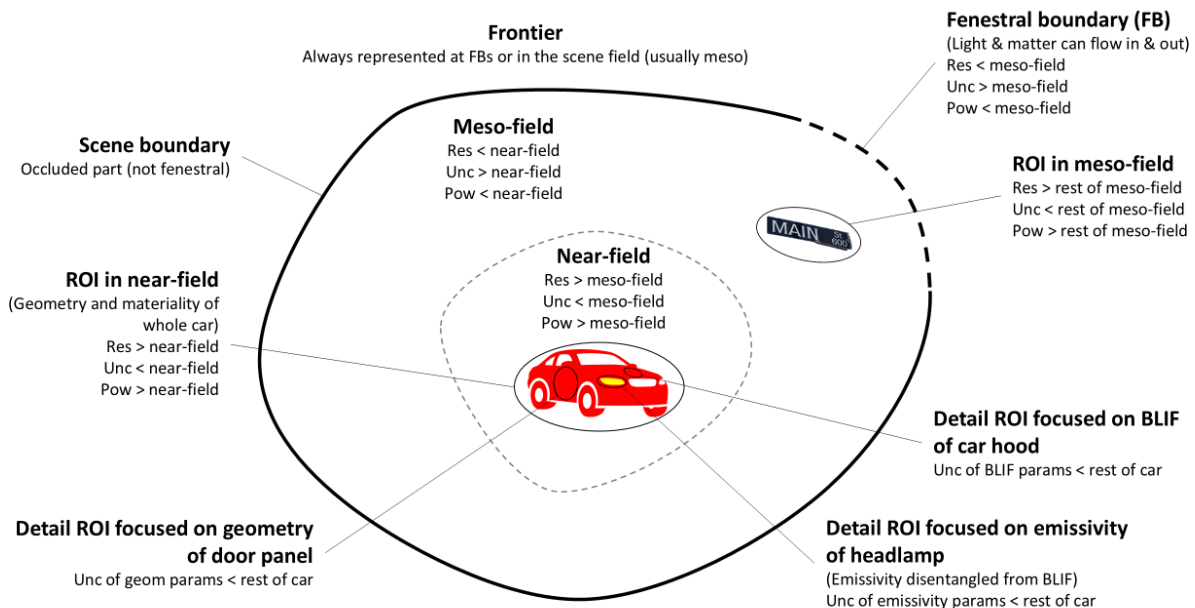 Frontier
Always represented at FBs or in the scene field (usually meso)
Fenestral boundary (FB)
(Light & matter can flow in & out)
Res < meso-field
Unc > meso-field
Pow < meso-field
Scene boundary
Occluded part (not fenestral)
Meso-field
Res < near-field
Unc > near-field
Pow < near-field
ROI in meso-field
Res > rest of meso-field
Unc < rest of meso-field
Pow > rest of meso-field
MAIN St
600
ROI in near-field
(Geometry and materiality of
whole car)
Res > near-field
Unc < near-field
Pow > near-field
Near-field
Res > meso-field
Unc < meso-field
Pow > meso-field
Detail ROI focused on BLIF
of car hood
Unc of BLIF params < rest of car
Detail ROI focused on geometry
of door panel
Unc of geom params < rest of car
Detail ROI focused on emissivity
of headlamp
(Emissivity disentangled from BLIF)
Unc of emissivity params < rest of car